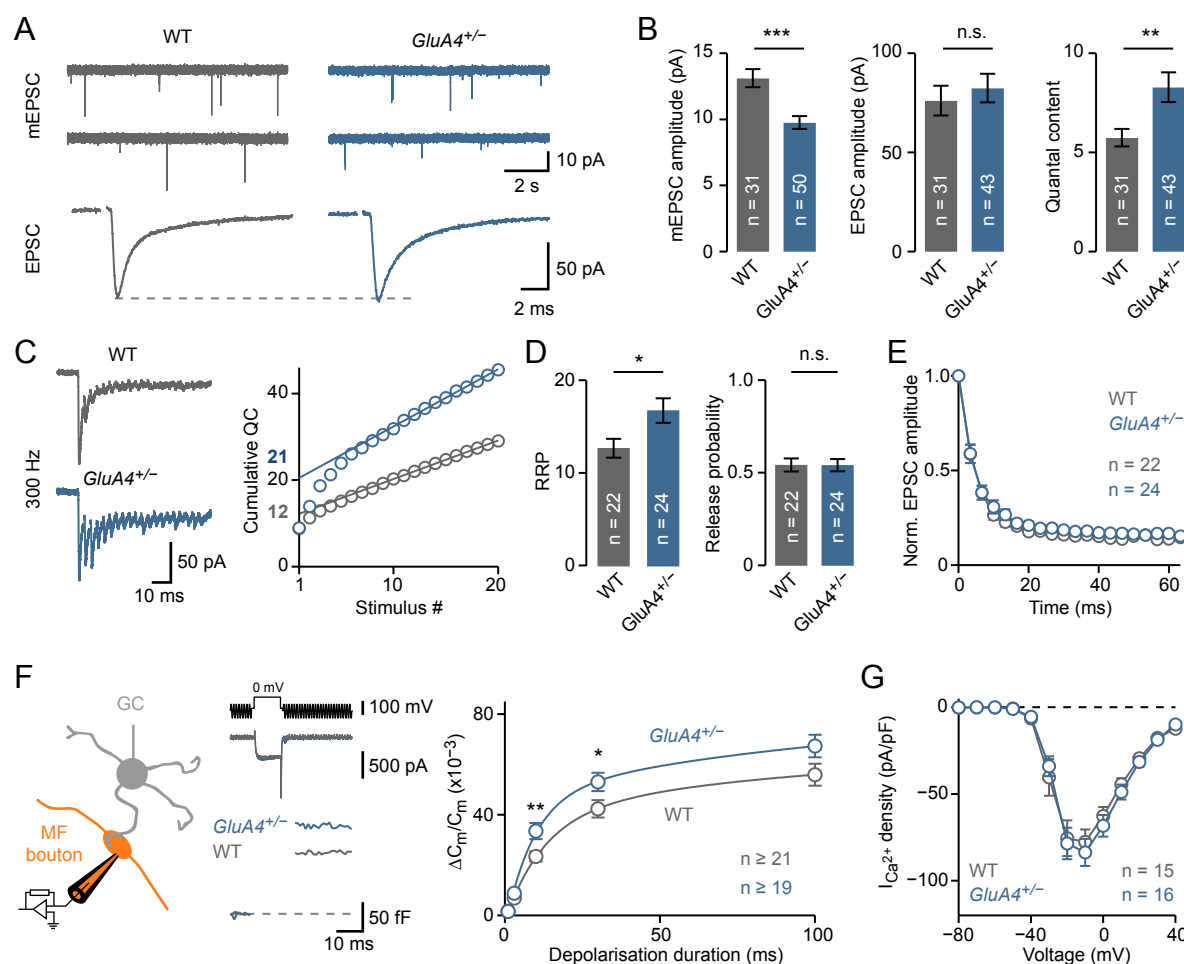 A
WT
GluA4+/−
mEPSC
10 pA
2 s
EPSC
50 pA
2 ms
B
***
mEPSC amplitude (pA)
15
10
5
0
n = 31
n = 50
WT
GluA4+/−
n.s.
EPSC amplitude (pA)
100
50
0
n = 31
n = 43
WT
GluA4+/−
**
Quantal content
10
5
0
n = 31
n = 43
WT
GluA4+/−
C
WT
300 Hz
GluA4+/−
50 pA
10 ms
Cumulative QC
40
21
20
12
0
1
10
20
Stimulus #
D
*
RRP
20
10
0
n = 22
n = 24
WT
GluA4+/−
n.s.
Release probability
1.0
0.5
0
n = 22
n = 24
WT
GluA4+/−
E
Norm. EPSC amplitude
1.0
0.5
0
WT
GluA4+/−
n = 22
n = 24
0
20
40
60
Time (ms)
F
GC
MF
bouton
0 mV
100 mV
500 pA
GluA4+/−
WT
50 fF
10 ms
ΔCm/Cm (x10−3)
80
40
0
**
*
GluA4+/−
WT
n ≥ 21
n ≥ 19
0
50
100
Depolarisation duration (ms)
G
ICa2+ density (pA/pF)
0
−50
−100
WT
GluA4+/−
n = 15
n = 16
−80
−40
0
40
Voltage (mV)